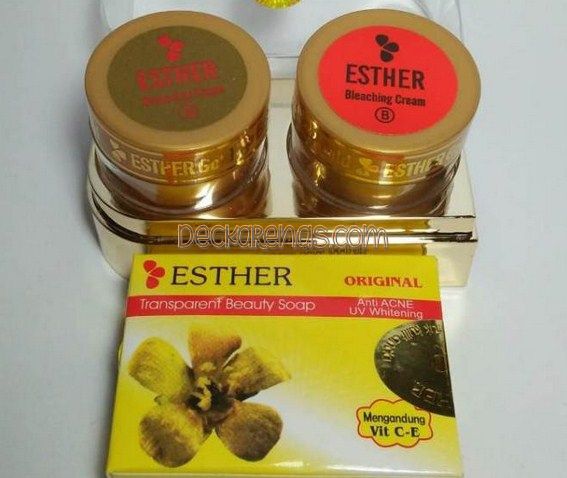 ESTHER
ESTHER
Bleaching Cream
B
ESTHER
ESTHER
Deckarenas.com
ESTHER
ORIGINAL
Transparent Beauty Soap
Anti ACNE
UV Whitening
Mengandung
Vit C-E